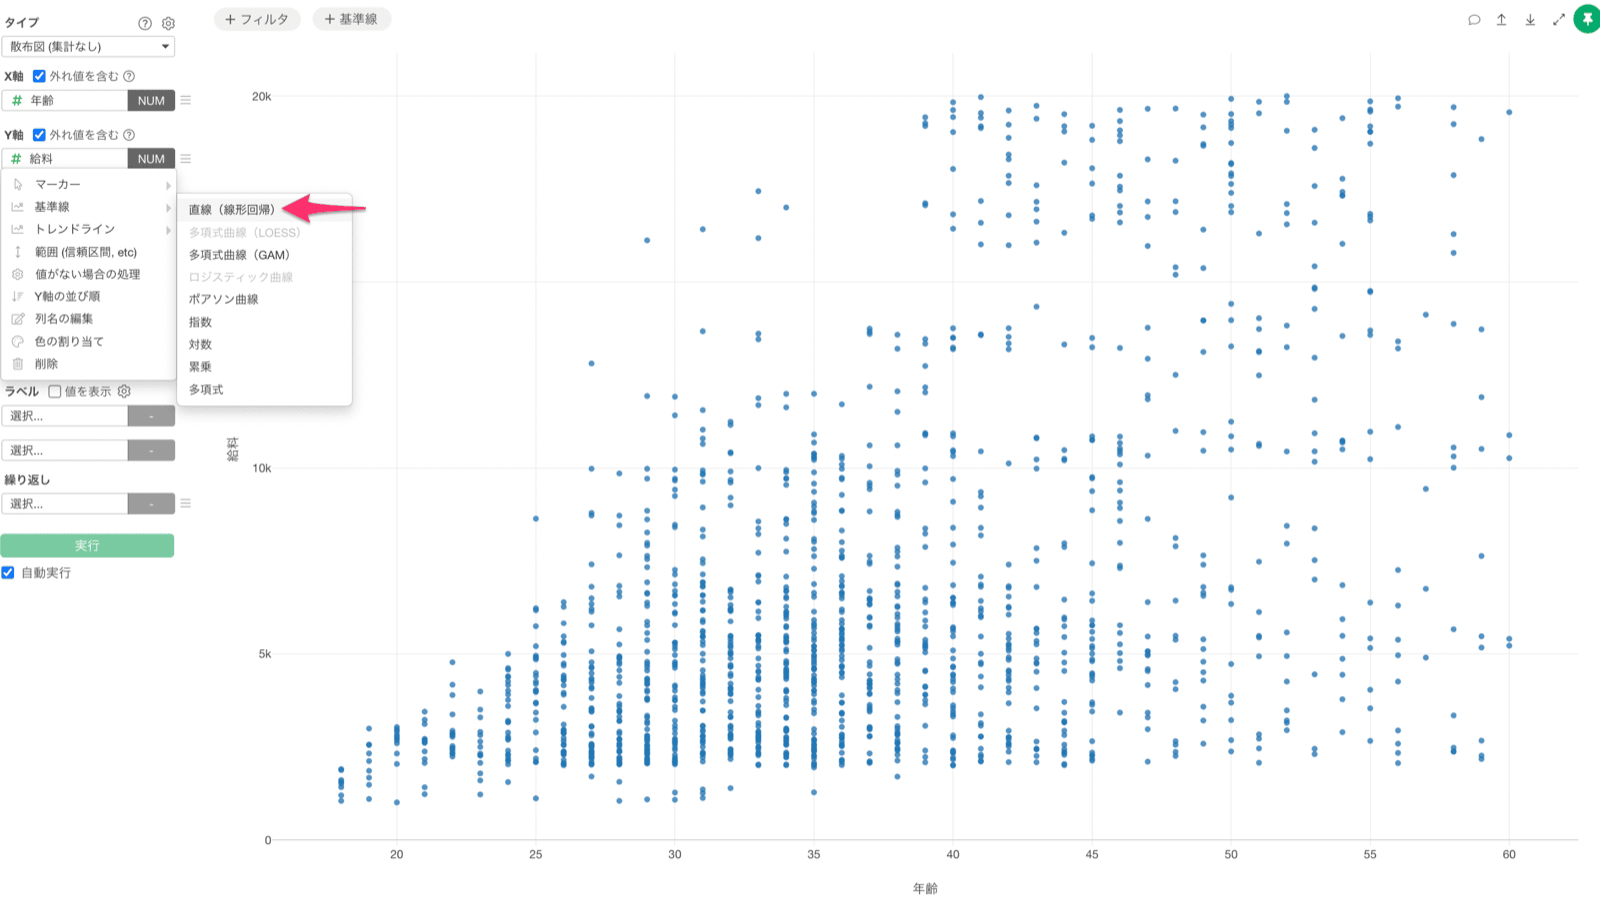 タイプ
散布図 (集計なし)
X軸 外れ値を含む
# 年齢 NUM
Y軸 外れ値を含む
# 給料 NUM
マーカー
基準線
トレンドライン
範囲 (信頼区間, etc)
値がない場合の処理
Y軸の並び順
列名の編集
色の割り当て
削除
直線（線形回帰）
多項式曲線（LOESS）
多項式曲線（GAM）
ロジスティック曲線
ポアソン曲線
指数
対数
累乗
多項式
ラベル 値を表示
選択... -
選択... -
繰り返し
選択... -
実行
自動実行
+ フィルタ + 基準線
20k
10k
5k
0
給料
20 25 30 35 40 45 50 55 60
年齢